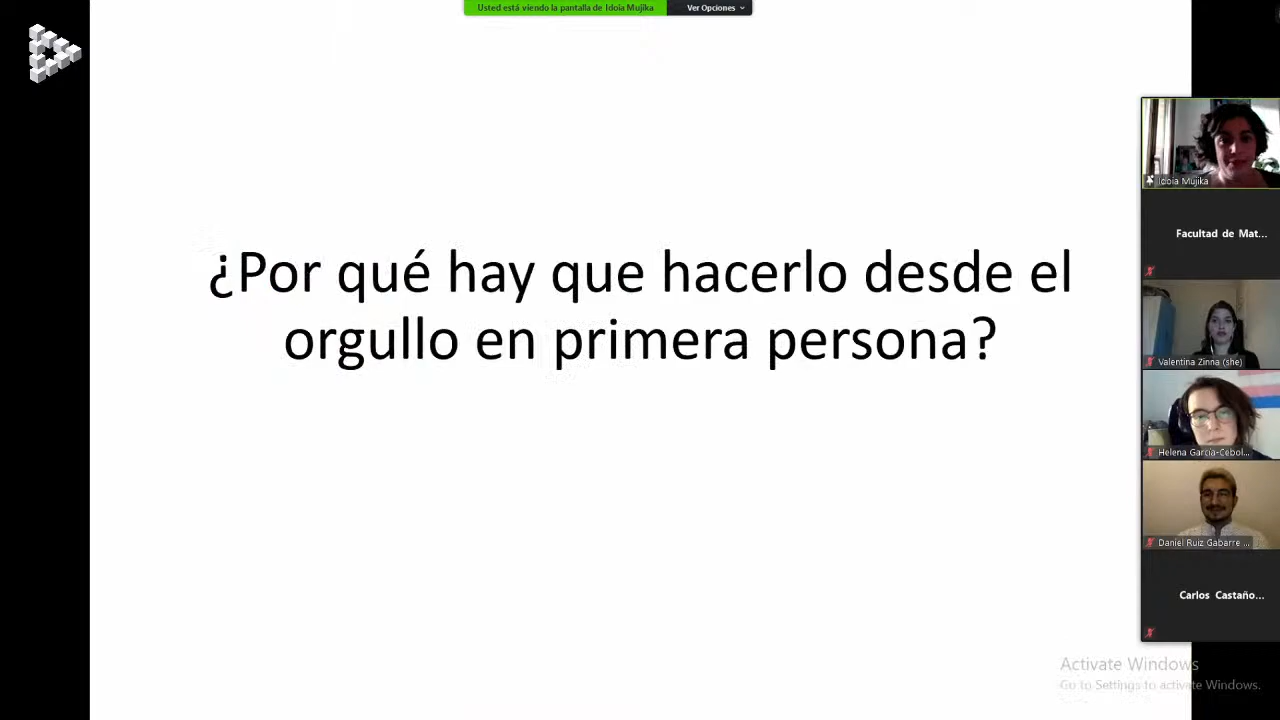 Usted está viendo la pantalla de Idoia Mujika
Ver Opciones
¿Por qué hay que hacerlo desde el
orgullo en primera persona?
Idoia Mujika
Facultad de Mat...
Valentina Zinna (she)
Helena García-Cebol...
Daniel Ruiz Gabarre ...
Carlos Castaño...
Activate Windows
Go to Settings to activate Windows.